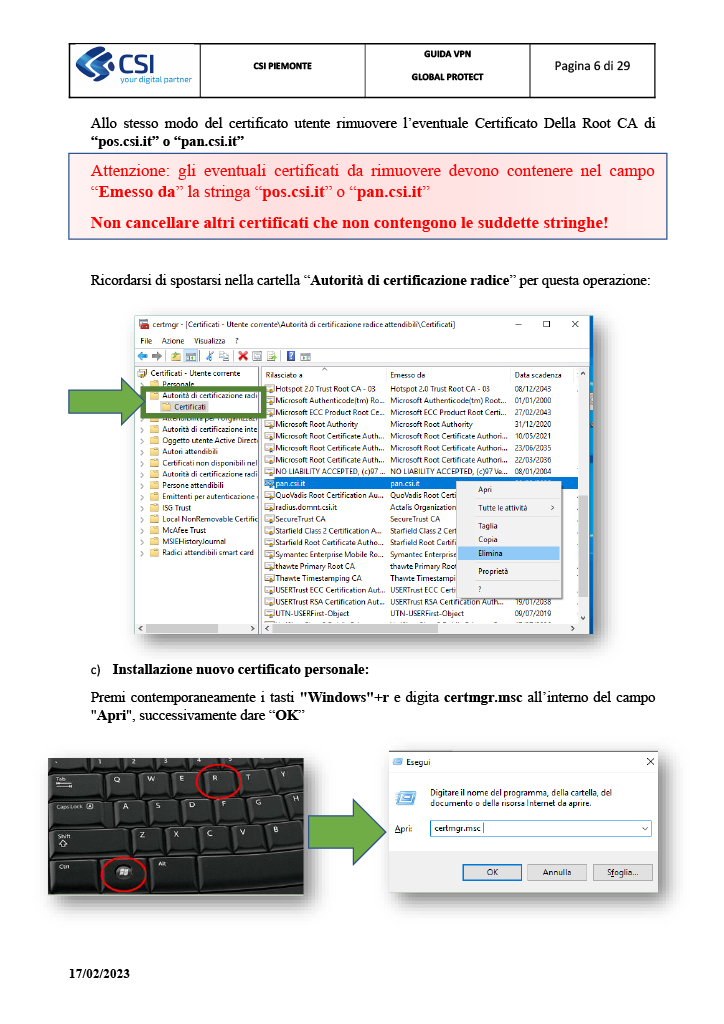 CSI
your digital partner
CSI PIEMONTE
GUIDA VPN
GLOBAL PROTECT
Pagina 6 di 29
Allo stesso modo del certificato utente rimuovere l’eventuale Certificato Della Root CA di
“pos.csi.it” o “pan.csi.it”
Attenzione: gli eventuali certificati da rimuovere devono contenere nel campo
“Emesso da” la stringa “pos.csi.it” o “pan.csi.it”
Non cancellare altri certificati che non contengono le suddette stringhe!
Ricordarsi di spostarsi nella cartella “Autorità di certificazione radice” per questa operazione:
certmgr - [Certificati - Utente corrente\Autorità di certificazione radice attendibili\Certificati]
File Azione Visualizza ?
Certificati - Utente corrente
Personale
Autorità di certificazione radi
Certificati
Attendibilità per l'organizzazi
Autorità di certificazione inte
Oggetto utente Active Direct
Autori attendibili
Certificati non disponibili nel
Autorità di certificazione radi
Persone attendibili
Emittenti per autenticazione
ISG Trust
Local NonRemovable Certific
McAfee Trust
MSIEHistoryJournal
Radici attendibili smart card
Rilasciato a Emesso da Data scadenza
Hotspot 2.0 Trust Root CA - 03 Hotspot 2.0 Trust Root CA - 03 08/12/2043
Microsoft Authenticode(tm) Ro... Microsoft Authenticode(tm) Root... 01/01/2000
Microsoft ECC Product Root Ce... Microsoft ECC Product Root Certi... 27/02/2043
Microsoft Root Authority Microsoft Root Authority 31/12/2020
Microsoft Root Certificate Auth... Microsoft Root Certificate Authori... 10/05/2021
Microsoft Root Certificate Auth... Microsoft Root Certificate Authori... 23/06/2035
Microsoft Root Certificate Auth... Microsoft Root Certificate Authori... 22/03/2036
NO LIABILITY ACCEPTED, (c)97 ... NO LIABILITY ACCEPTED, (c)97 Ve... 08/01/2004
pan.csi.it pan.csi.it
QuoVadis Root Certification Au... QuoVadis Root Certi
radius.domnt.csi.it Actalis Organization
SecureTrust CA SecureTrust CA
Starfield Class 2 Certification A... Starfield Class 2 Cer
Starfield Root Certificate Autho... Starfield Root Certif
Symantec Enterprise Mobile Ro... Symantec Enterprise
thawte Primary Root CA thawte Primary Root
Thawte Timestamping CA Thawte Timestampi
USERTrust ECC Certification Aut... USERTrust ECC Certi
USERTrust RSA Certification Aut... USERTrust RSA Certification Auth... 19/01/2038
UTN-USERFirst-Object UTN-USERFirst-Object 09/07/2019
Apri
Tutte le attività
Taglia
Copia
Elimina
Proprietà
?
c) Installazione nuovo certificato personale:
Premi contemporaneamente i tasti "Windows"+r e digita certmgr.msc all’interno del campo
"Apri", successivamente dare “OK”
Tab Q W E R T Y
Caps Lock A S D F G H
Shift Z X C V B
Ctrl Alt
Esegui
Digitare il nome del programma, della cartella, del
documento o della risorsa Internet da aprire.
Apri: certmgr.msc
OK Annulla Sfoglia...
17/02/2023